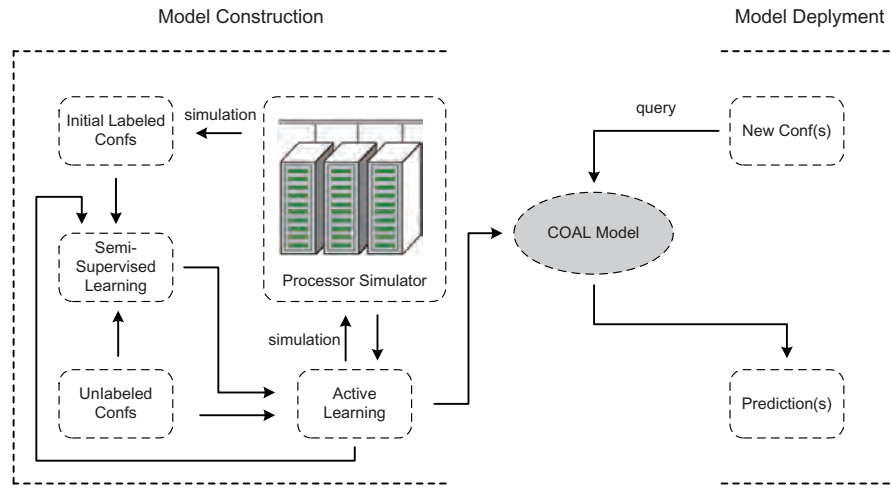 Model Construction
Model Deplyment
Initial Labeled
Confs
simulation
query
New Conf(s)
Semi-
Supervised
Learning
Processor Simulator
COAL Model
simulation
Unlabeled
Confs
Active
Learning
Prediction(s)